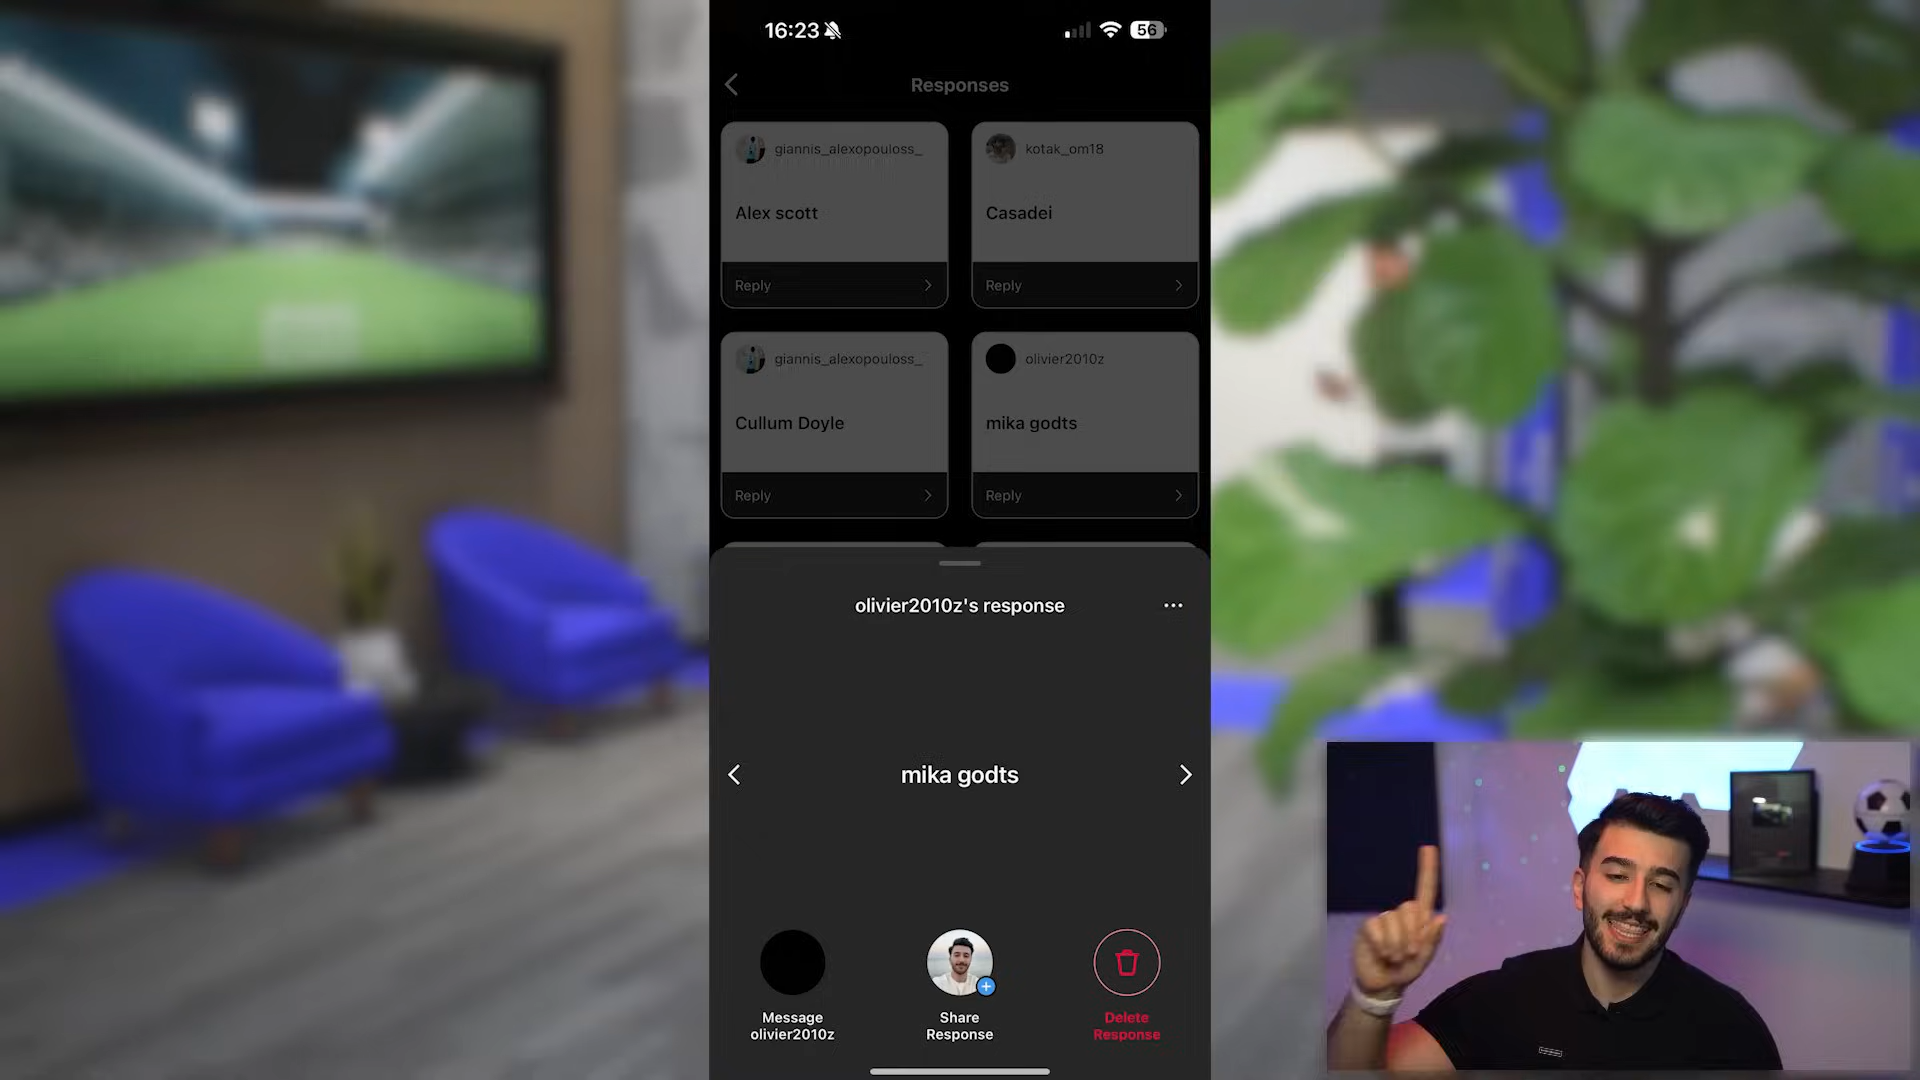 16:23
56
Responses
giannis_alexopouloss_
kotak_om18
Alex scott
Casadei
Reply
Reply
giannis_alexopouloss_
olivier2010z
Cullum Doyle
mika godts
Reply
Reply
olivier2010z's response
mika godts
Message
olivier2010z
Share
Response
Delete
Response